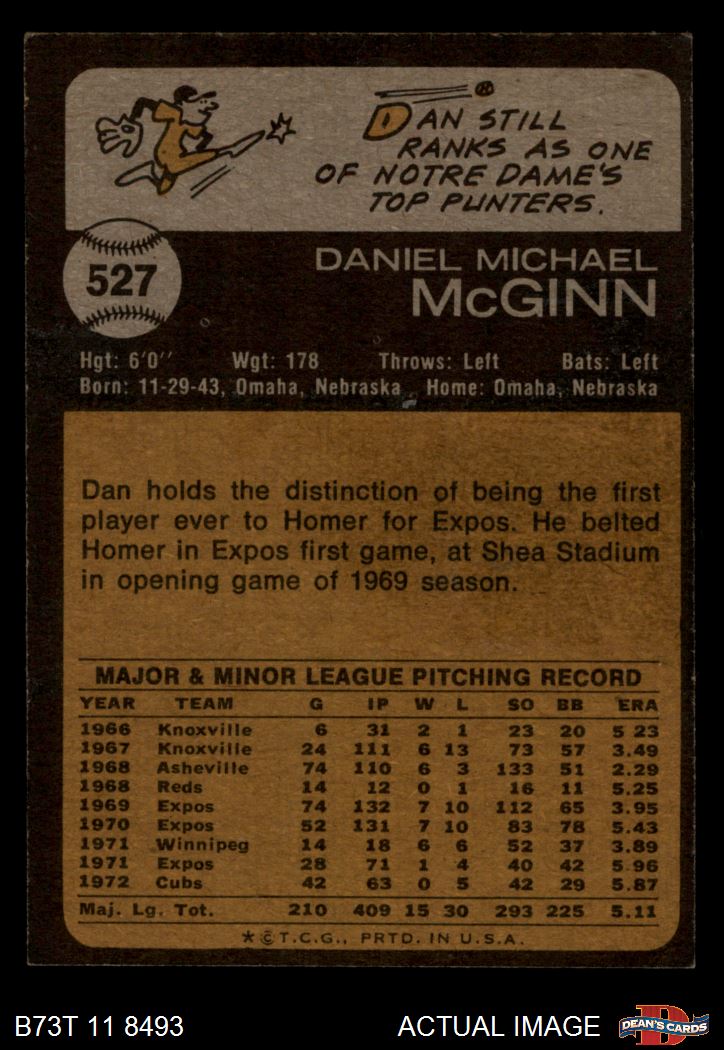 DAN STILL
RANKS AS ONE
OF NOTRE DAME'S
TOP PUNTERS.
527
DANIEL MICHAEL
McGINN
Hgt: 6'0" Wgt: 178 Throws: Left Bats: Left
Born: 11-29-43, Omaha, Nebraska Home: Omaha, Nebraska
Dan holds the distinction of being the first
player ever to Homer for Expos. He belted
Homer in Expos first game, at Shea Stadium
in opening game of 1969 season.
MAJOR & MINOR LEAGUE PITCHING RECORD
YEAR TEAM G IP W L SO BB ERA
1966 Knoxville 6 31 2 1 23 20 5 23
1967 Knoxville 24 111 6 13 73 57 3.49
1968 Asheville 74 110 6 3 133 51 2.29
1968 Reds 14 12 0 1 16 11 5.25
1969 Expos 74 132 7 10 112 65 3.95
1970 Expos 52 131 7 10 83 78 5.43
1971 Winnipeg 14 18 6 6 52 37 3.89
1971 Expos 28 71 1 4 40 42 5.96
1972 Cubs 42 63 0 5 42 29 5.87
Maj. Lg. Tot. 210 409 15 30 293 225 5.11
*©T.C.G., PRTD. IN U.S.A.
B73T 11 8493 ACTUAL IMAGE DEAN'S CARDS